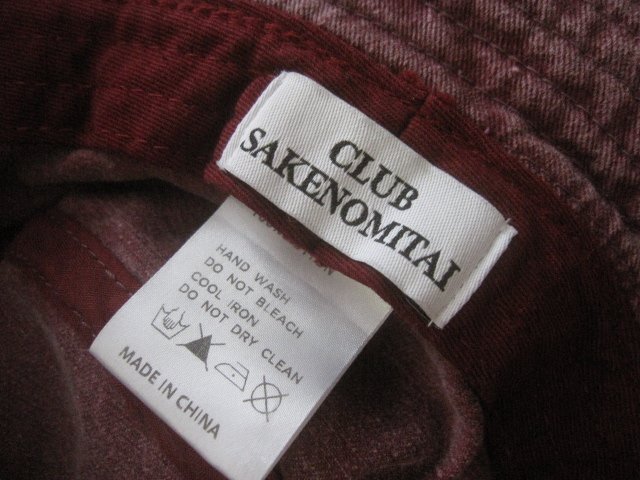 CLUB
SAKENOMITAI
HAND WASH
DO NOT BLEACH
COOL IRON
DO NOT DRY CLEAN
MADE IN CHINA